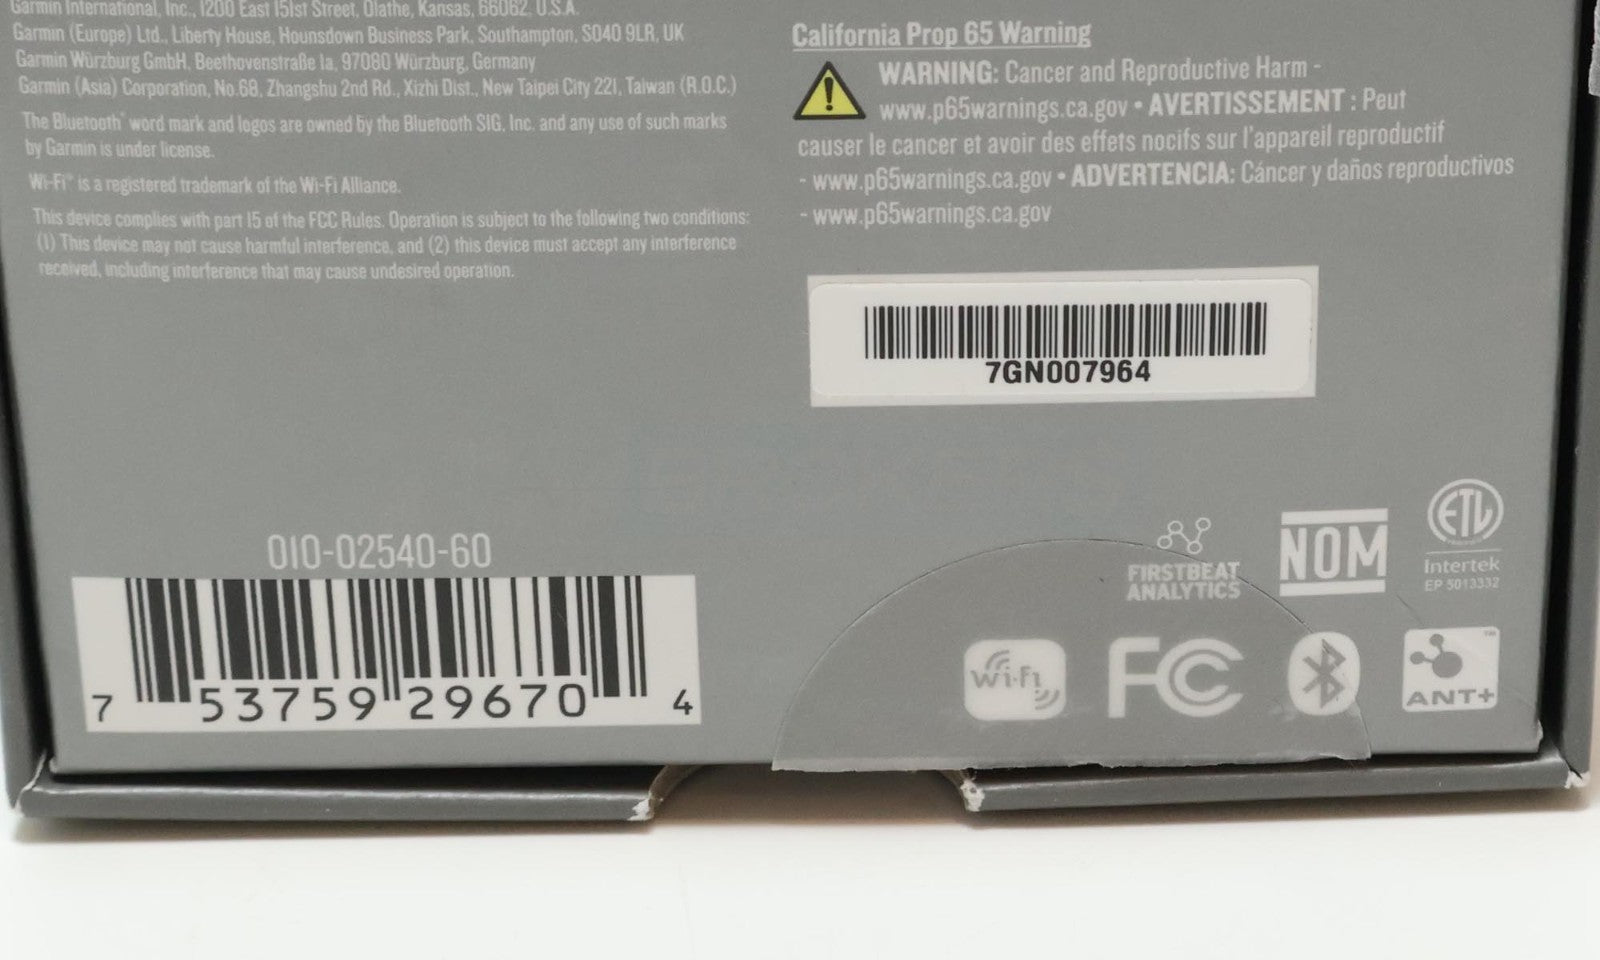 Garmin International, Inc., 1200 East 151st Street, Olathe, Kansas, 66062, U.S.A.
Garmin (Europe) Ltd., Liberty House, Hounsdown Business Park, Southampton, SO40 9LR, UK
Garmin Würzburg GmbH, Beethovenstraße 1a, 97080 Würzburg, Germany
Garmin (Asia) Corporation, No.68, Zhangshu 2nd Rd., Xizhi Dist., New Taipei City 221, Taiwan (R.O.C.)
The Bluetooth® word mark and logos are owned by the Bluetooth SIG, Inc. and any use of such marks
by Garmin is under license.
Wi-Fi® is a registered trademark of the Wi-Fi Alliance.
This device complies with part 15 of the FCC Rules. Operation is subject to the following two conditions:
(1) This device may not cause harmful interference, and (2) this device must accept any interference
received, including interference that may cause undesired operation.
California Prop 65 Warning
WARNING: Cancer and Reproductive Harm -
www.p65warnings.ca.gov • AVERTISSEMENT : Peut
causer le cancer et avoir des effets nocifs sur l'appareil reproductif
- www.p65warnings.ca.gov • ADVERTENCIA: Cáncer y daños reproductivos
- www.p65warnings.ca.gov
7GN007964
010-02540-60
7 53759 29670 4
FIRSTBEAT
ANALYTICS
NOM
ETL
Intertek
EP 5013332
Wi-Fi
FC
ANT+™